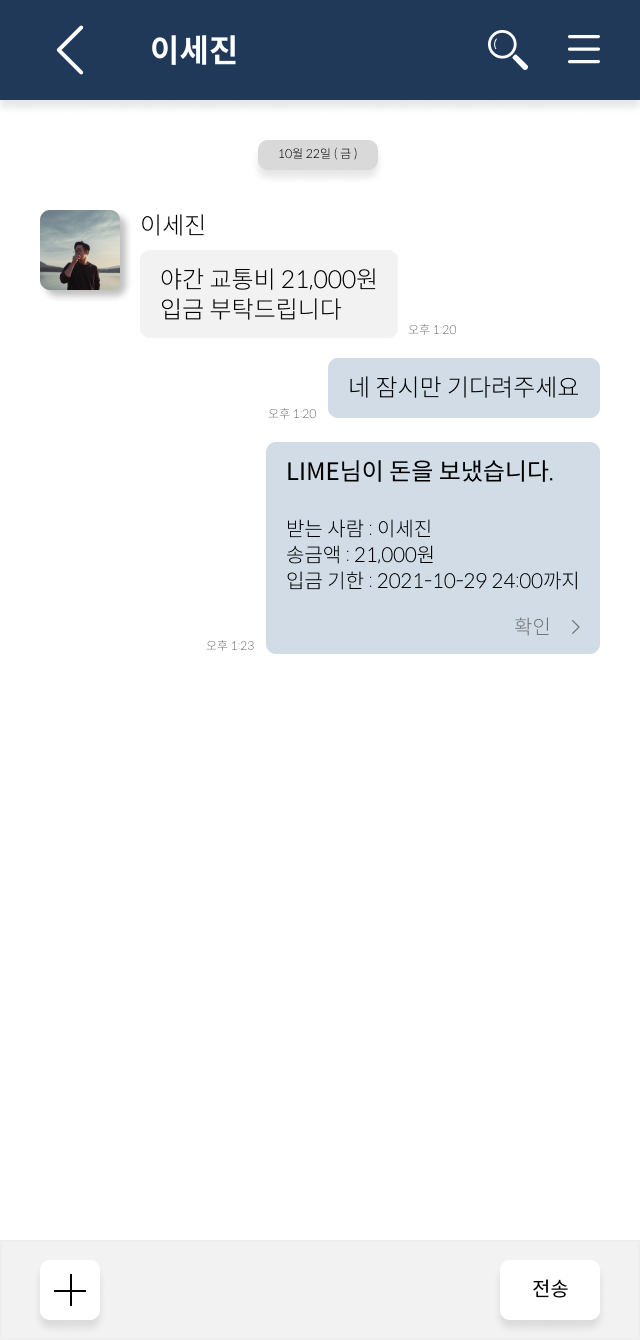 이세진
10월 22일 ( 금 )
이세진
야간 교통비 21,000원
입금 부탁드립니다
오후 1:20
네 잠시만 기다려주세요
오후 1:20
LIME님이 돈을 보냈습니다.
받는 사람 : 이세진
송금액 : 21,000원
입금 기한 : 2021-10-29 24:00까지
확인
오후 1:23
전송